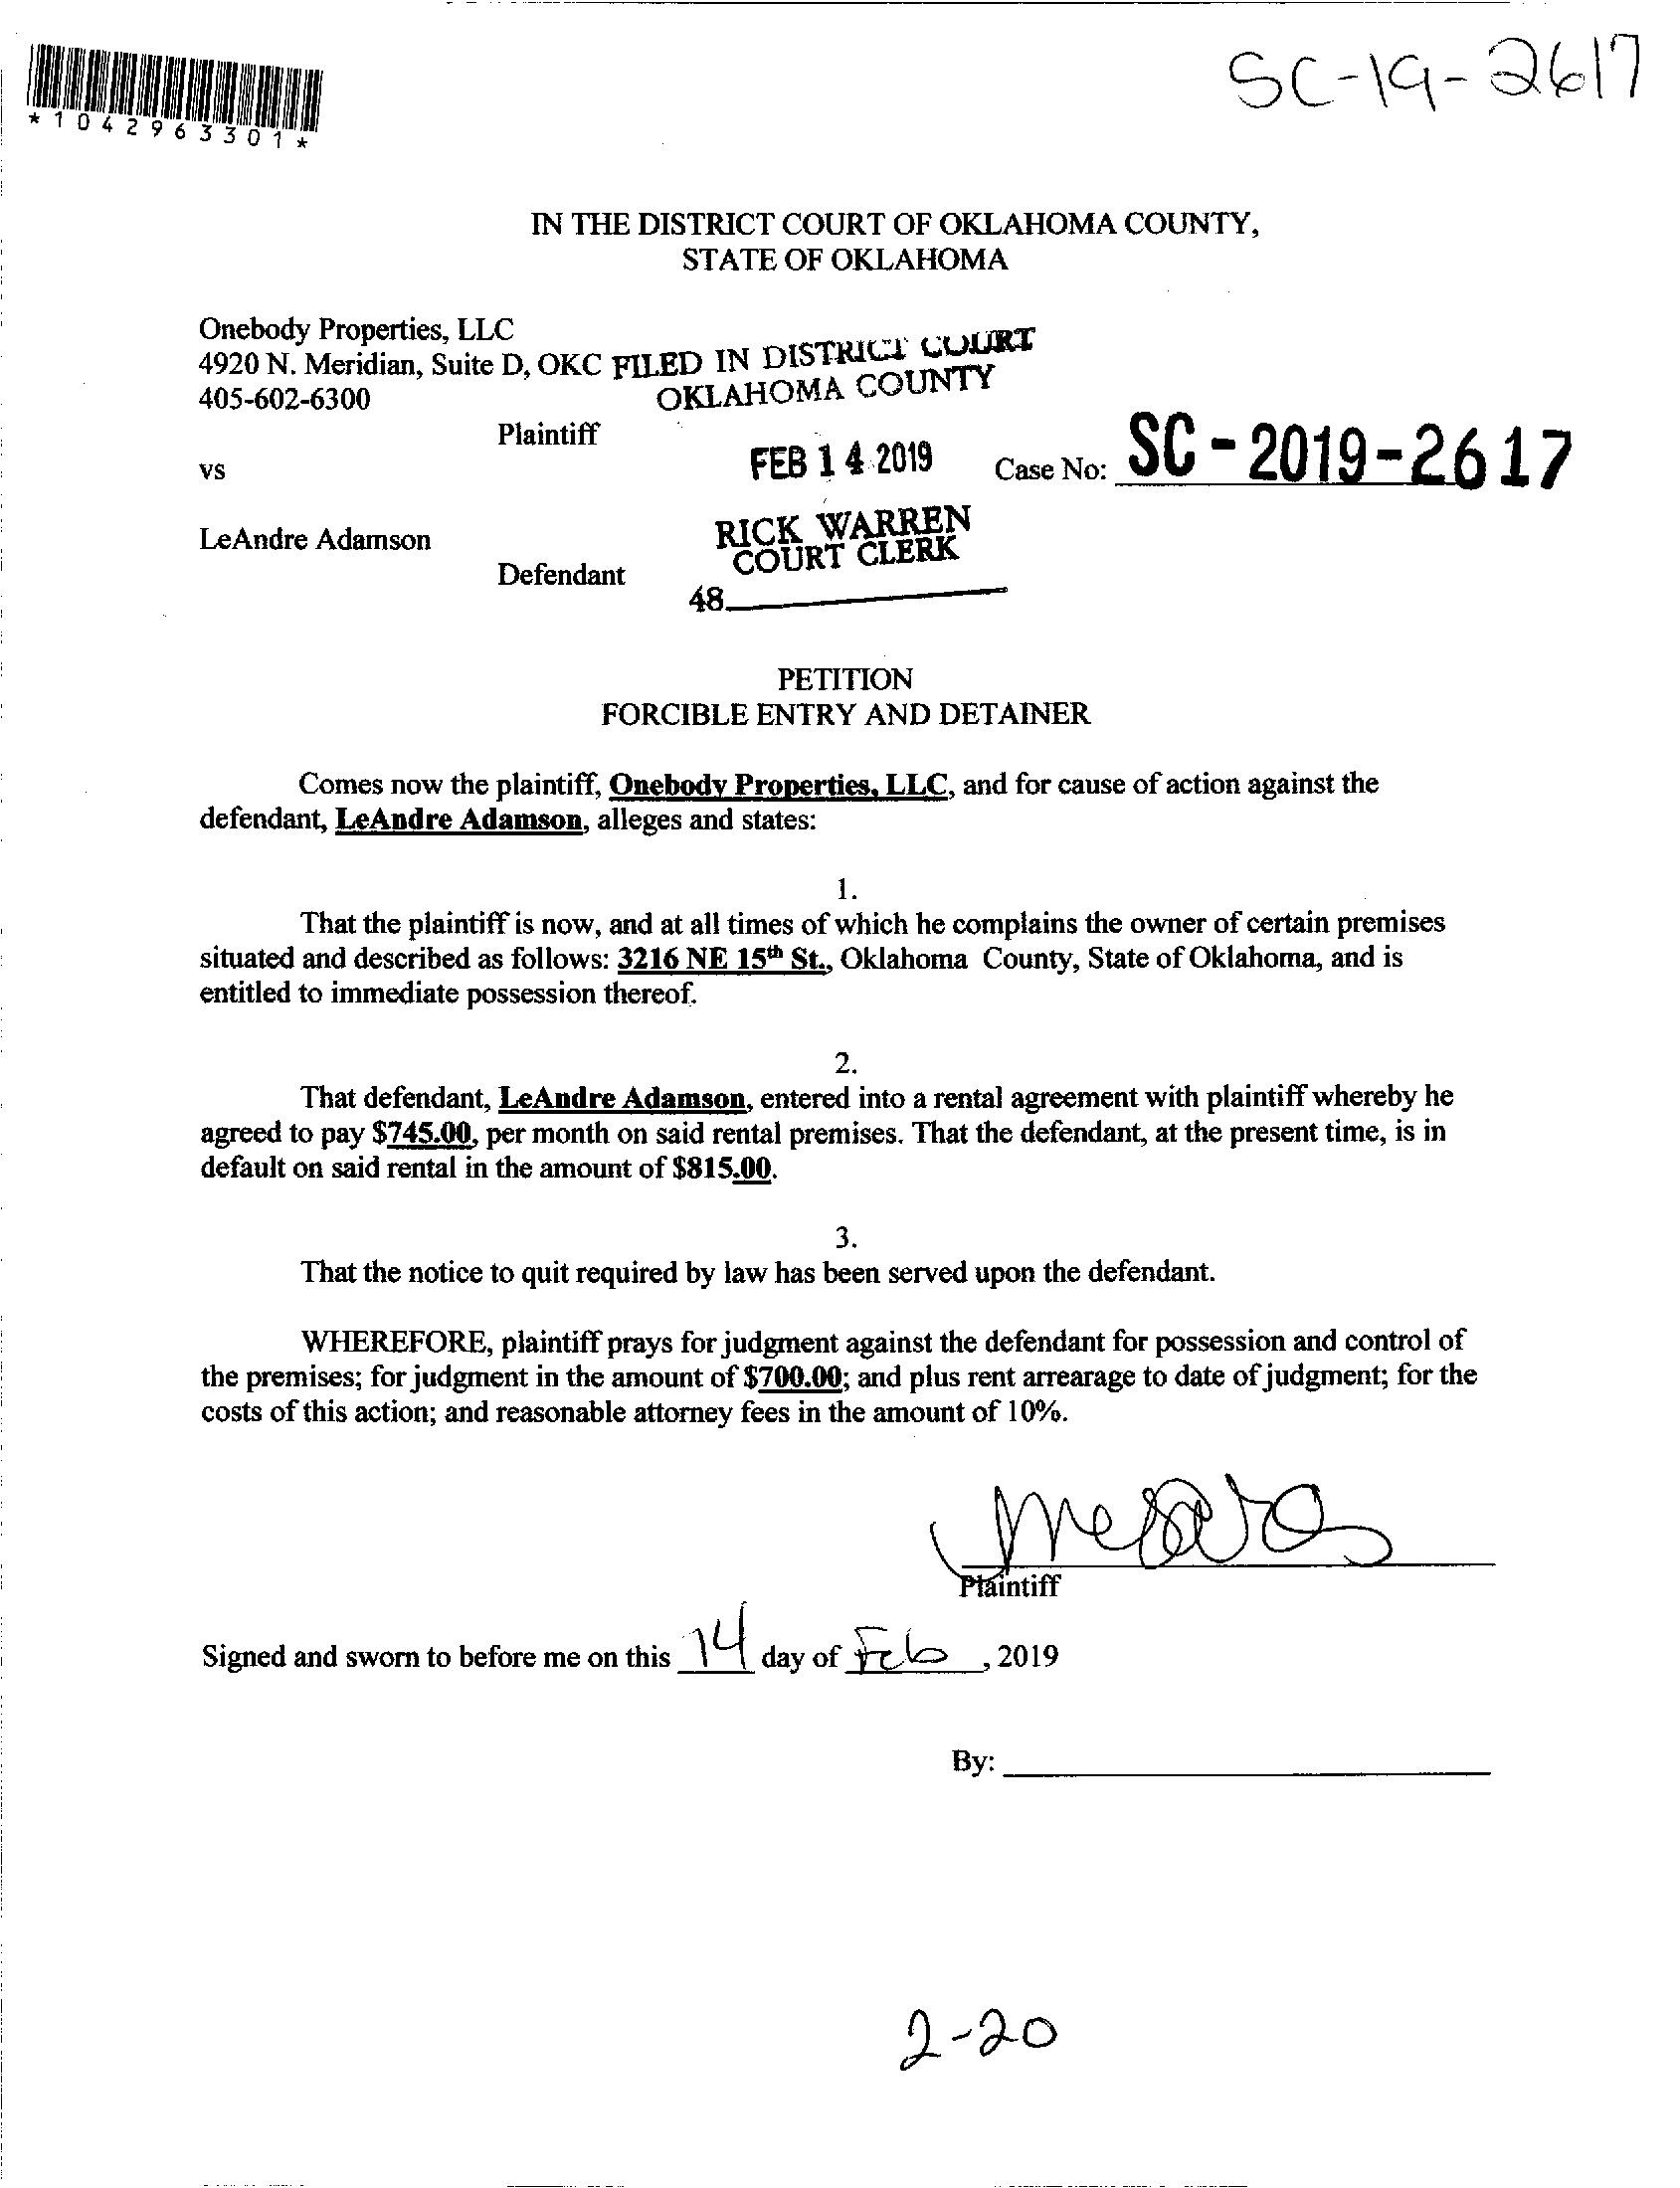 SC-19-2617
*1042963301*
IN THE DISTRICT COURT OF OKLAHOMA COUNTY,
STATE OF OKLAHOMA
Onebody Properties, LLC
4920 N. Meridian, Suite D, OKC FILED IN DISTRICT COURT
405-602-6300 OKLAHOMA COUNTY
Plaintiff
vs FEB 14 2019 Case No: SC-2019-2617
LeAndre Adamson RICK WARREN
COURT CLERK
Defendant
48
PETITION
FORCIBLE ENTRY AND DETAINER
Comes now the plaintiff, Onebody Properties, LLC, and for cause of action against the
defendant, LeAndre Adamson, alleges and states:
1.
That the plaintiff is now, and at all times of which he complains the owner of certain premises
situated and described as follows: 3216 NE 15th St., Oklahoma County, State of Oklahoma, and is
entitled to immediate possession thereof.
2.
That defendant, LeAndre Adamson, entered into a rental agreement with plaintiff whereby he
agreed to pay $745.00, per month on said rental premises. That the defendant, at the present time, is in
default on said rental in the amount of $815.00.
3.
That the notice to quit required by law has been served upon the defendant.
WHEREFORE, plaintiff prays for judgment against the defendant for possession and control of
the premises; for judgment in the amount of $700.00; and plus rent arrearage to date of judgment; for the
costs of this action; and reasonable attorney fees in the amount of 10%.
Plaintiff
Signed and sworn to before me on this 14 day of Feb, 2019
By:
2-20